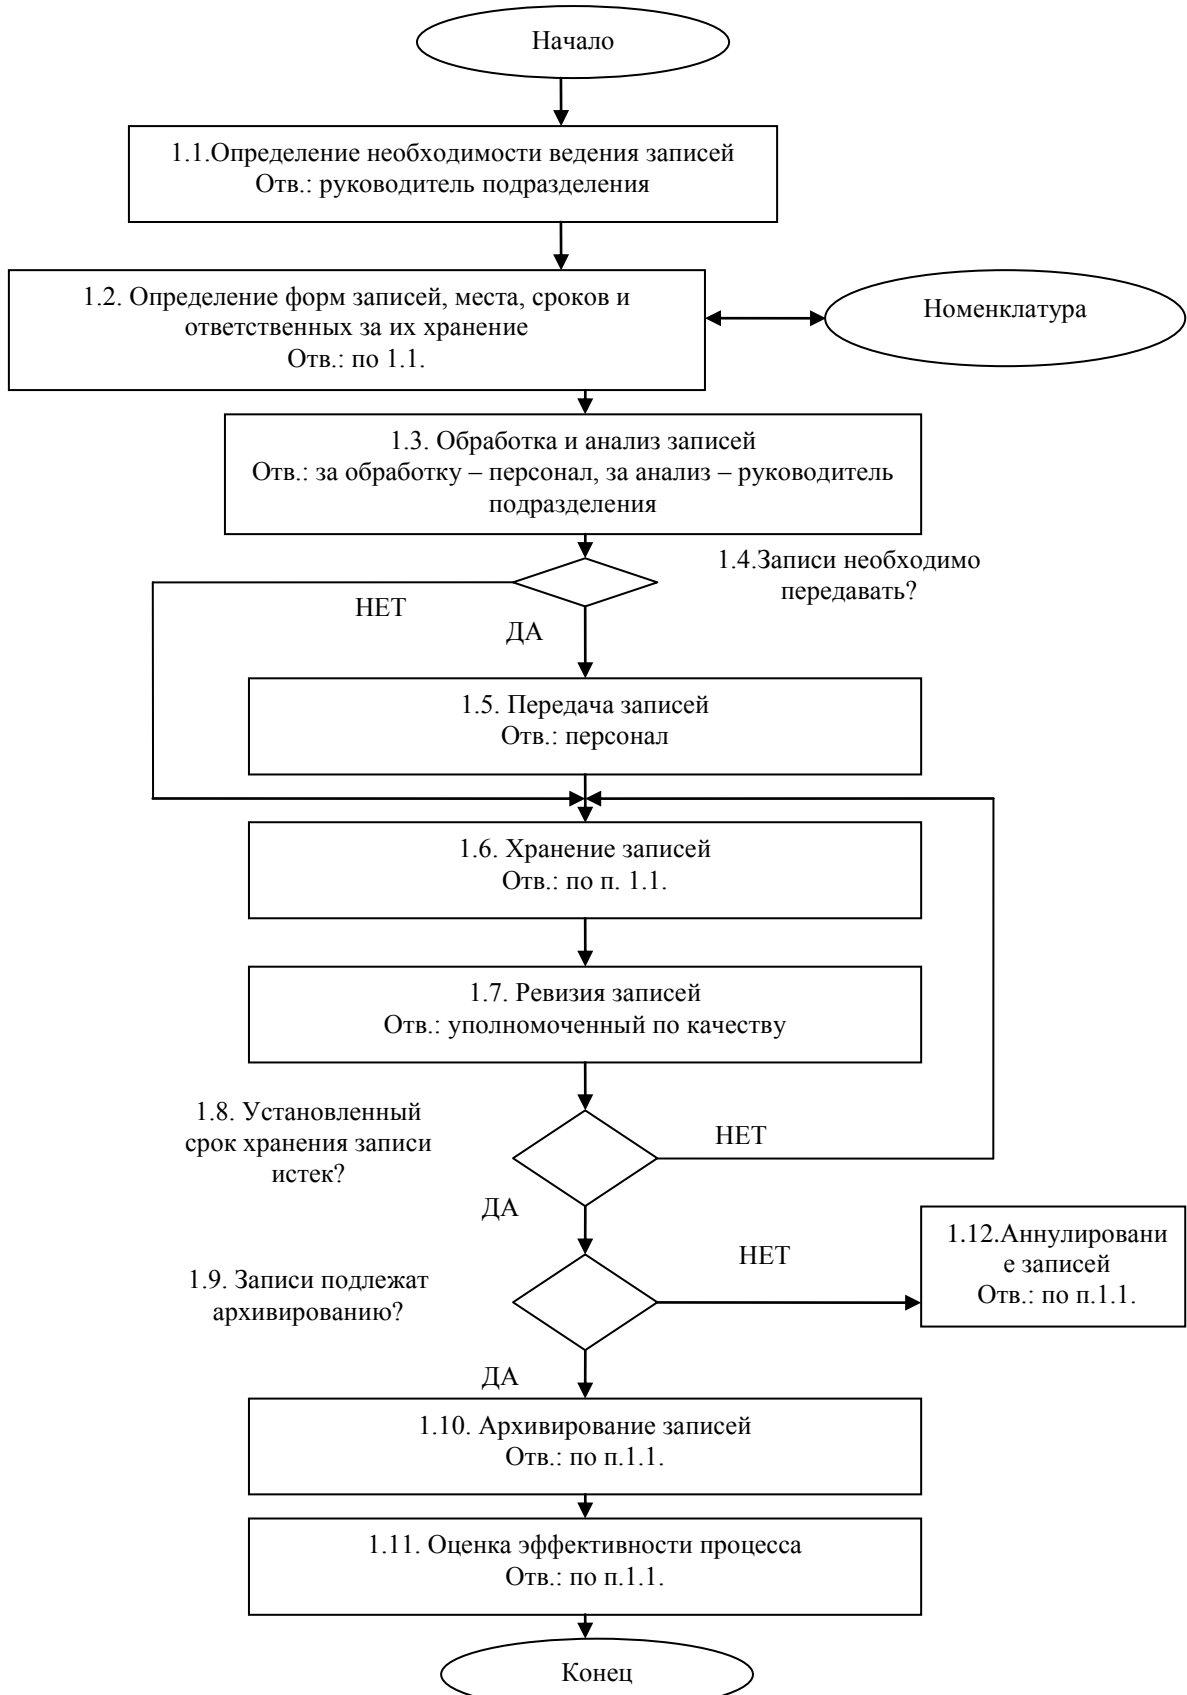 Начало
1.1.Определение необходимости ведения записей
Отв.: руководитель подразделения
1.2. Определение форм записей, места, сроков и
ответственных за их хранение
Отв.: по 1.1.
Номенклатура
1.3. Обработка и анализ записей
Отв.: за обработку – персонал, за анализ – руководитель
подразделения
1.4.Записи необходимо
передавать?
НЕТ
ДА
1.5. Передача записей
Отв.: персонал
1.6. Хранение записей
Отв.: по п. 1.1.
1.7. Ревизия записей
Отв.: уполномоченный по качеству
1.8. Установленный
срок хранения записи
истек?
НЕТ
ДА
1.9. Записи подлежат
архивированию?
НЕТ
1.12.Аннулировани
е записей
Отв.: по п.1.1.
ДА
1.10. Архивирование записей
Отв.: по п.1.1.
1.11. Оценка эффективности процесса
Отв.: по п.1.1.
Конец